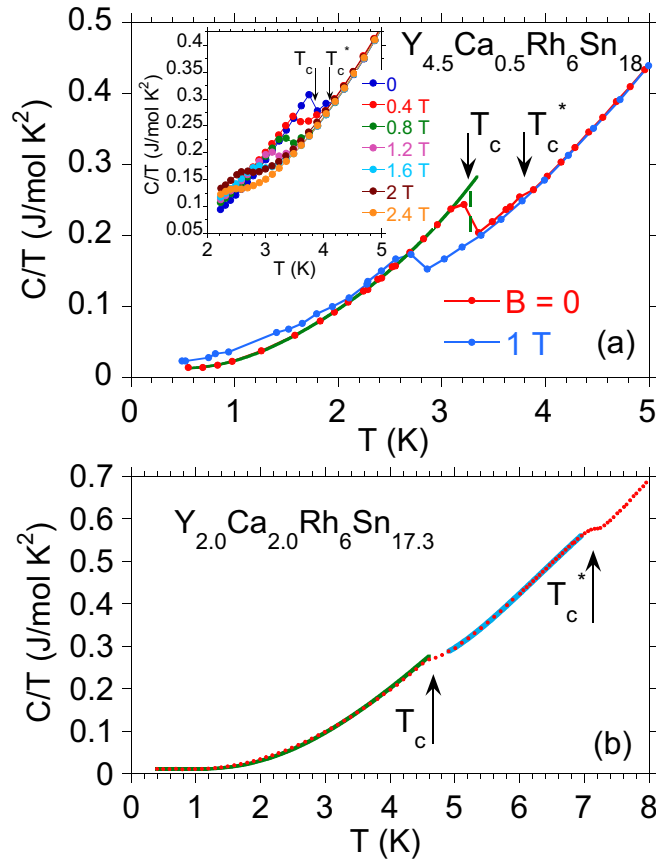 Y4.5Ca0.5Rh6Sn18
Tc Tc*
0
0.4 T
0.8 T
1.2 T
1.6 T
2 T
2.4 T
0.4
0.35
0.3
0.25
0.2
0.15
0.1
0.05
C/T (J/mol K2)
2 3 4 5
T (K)
Tc Tc*
B = 0
1 T
(a)
0.5
0.4
0.3
0.2
0.1
0
C/T (J/mol K2)
0 1 2 3 4 5
T (K)
Y2.0Ca2.0Rh6Sn17.3
Tc*
Tc
(b)
0.7
0.6
0.5
0.4
0.3
0.2
0.1
0
C/T (J/mol K2)
0 1 2 3 4 5 6 7 8
T (K)